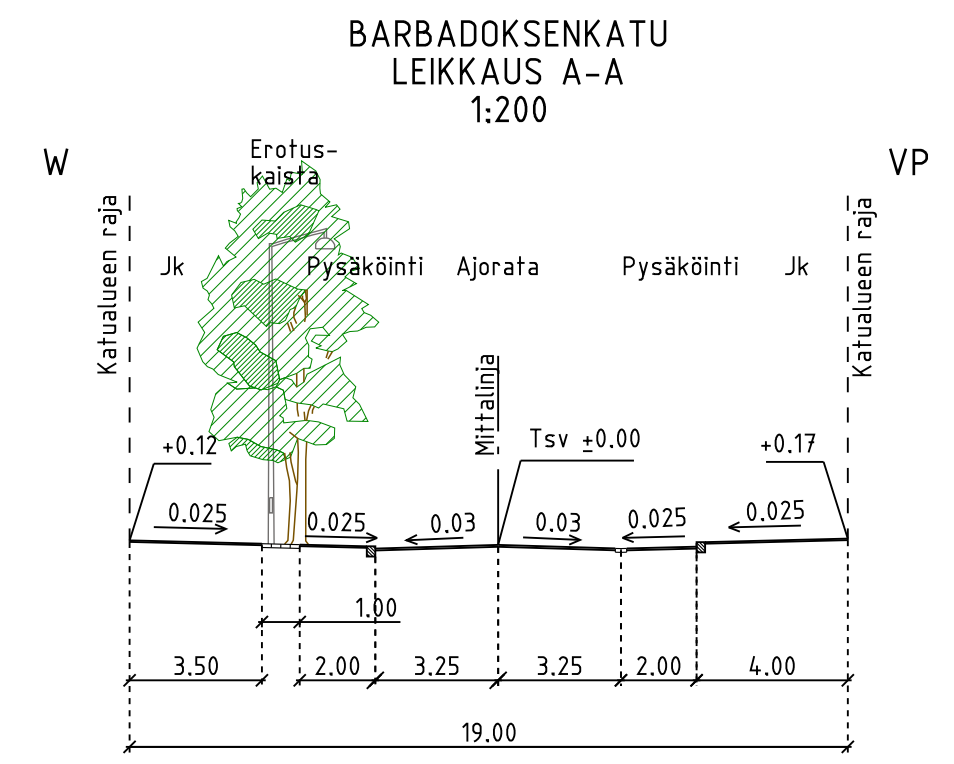 BARBADOKSENKATU
LEIKKAUS A-A
1:200
W
Erotus-
kaista
VP
Katualueen raja
Jk
Pysäköinti
Ajorata
Pysäköinti
Jk
Katualueen raja
Mittalinja
+0.12
Tsv ±0.00
+0.17
0.025
0.025
0.03
0.03
0.025
0.025
1.00
3.50
2.00
3.25
3.25
2.00
4.00
19.00